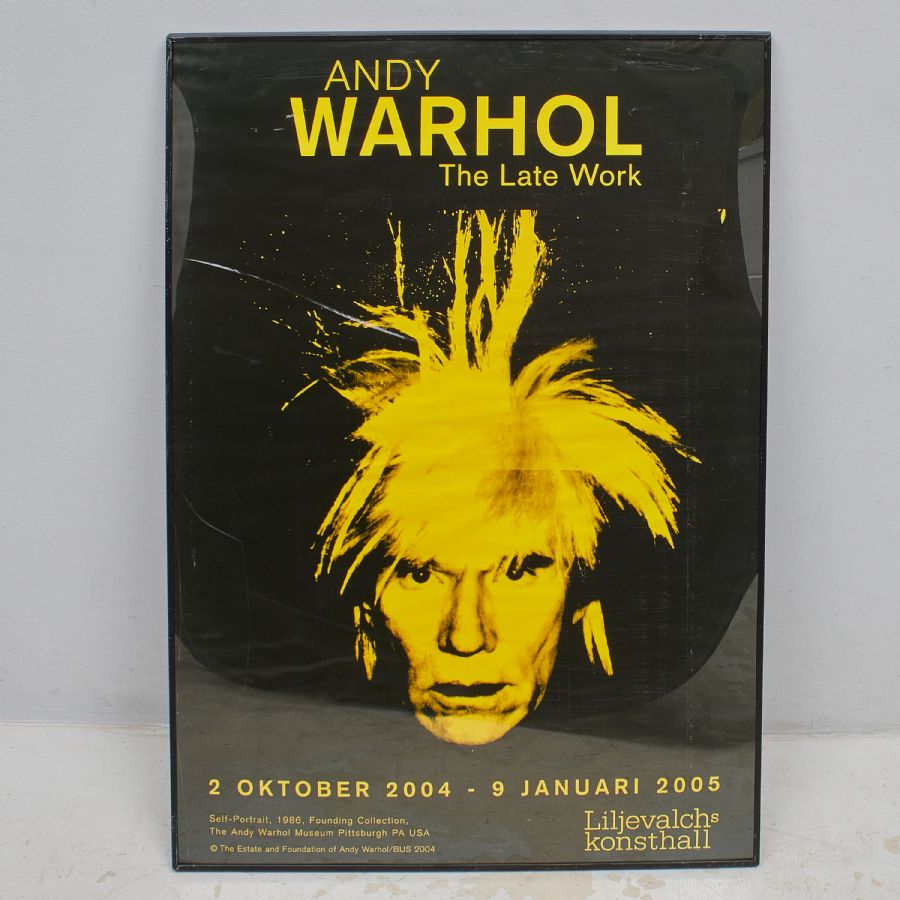 ANDY
WARHOL
The Late Work
2 OKTOBER 2004 - 9 JANUARI 2005
Self-Portrait, 1986, Founding Collection,
The Andy Warhol Museum Pittsburgh PA USA
© The Estate and Foundation of Andy Warhol/BUS 2004
Liljevalchs
konsthall